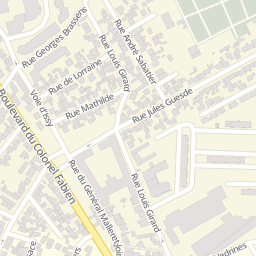 Rue Georges Brassens
Rue André Sabatier
Rue Louis Girard
Rue de Lorraine
Rue Mathilde
Rue Jules Guesde
Voie d'Issy
Boulevard du Colonel Fabien
Rue du Général Malleret-Join
Rue Louis Girard